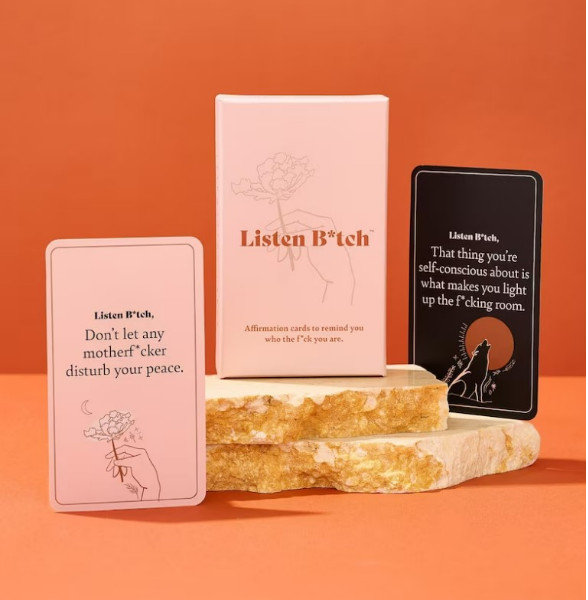 Listen B*tch,
Don't let any
motherf*cker
disturb your peace.
Listen B*tch™
Affirmation cards to remind you
who the f*ck you are.
Listen B*tch,
That thing you're
self-conscious about is
what makes you light
up the f*cking room.